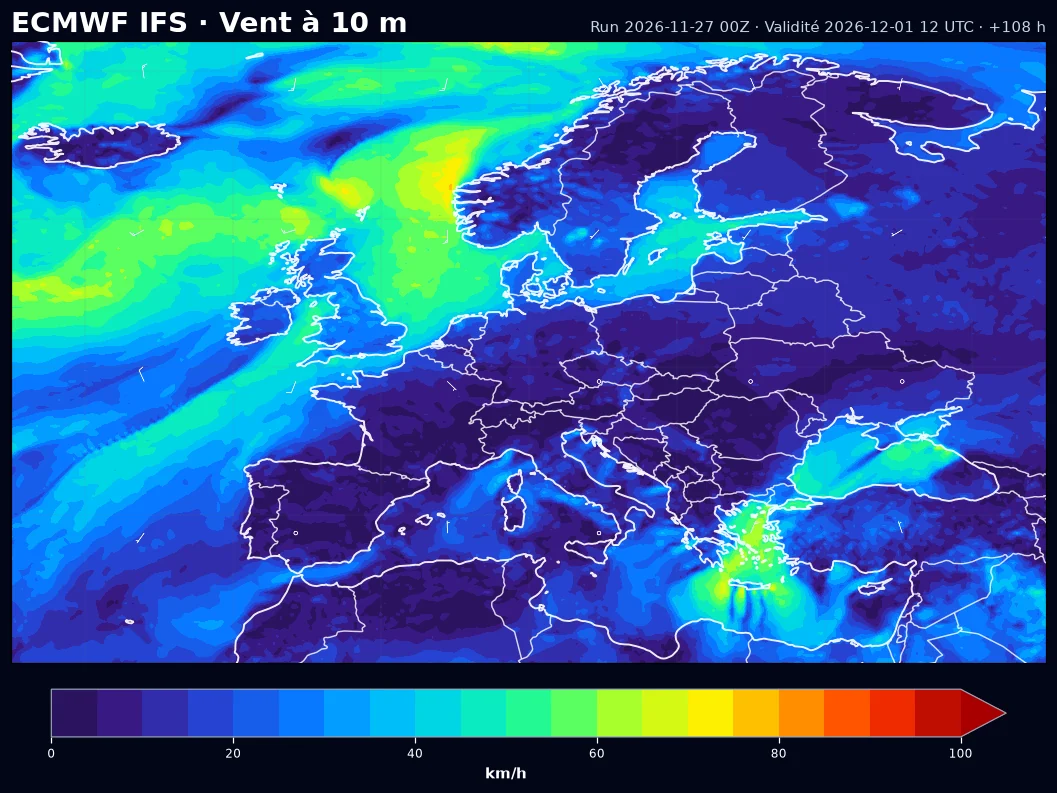 ECMWF IFS · Vent à 10 m
Run 2026-11-27 00Z · Validité 2026-12-01 12 UTC · +108 h
0 20 40 60 80 100
km/h